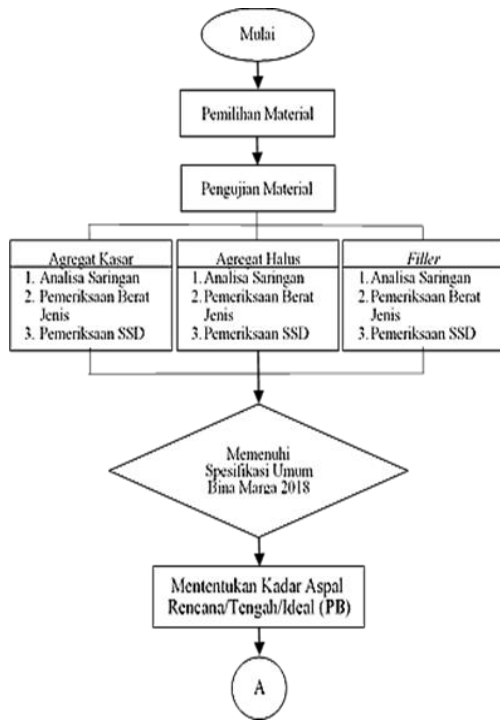 Mulai
Pemilihan Material
Pengujian Material
Agregat Kasar
1. Analisa Saringan
2. Pemeriksaan Berat
Jenis
3. Pemeriksaan SSD
Agregat Halus
1. Analisa Saringan
2. Pemeriksaan Berat
Jenis
3. Pemeriksaan SSD
Filler
1. Analisa Saringan
2. Pemeriksaan Berat
Jenis
3. Pemeriksaan SSD
Memenuhi
Spesifikasi Umum
Bina Marga 2018
Mententukan Kadar Aspal
Rencana/Tengah/Ideal (PB)
A